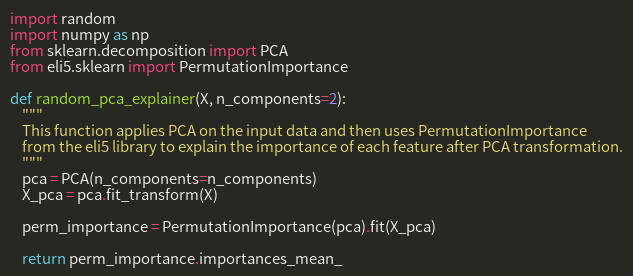 import random
import numpy as np
from sklearn.decomposition import PCA
from eli5.sklearn import PermutationImportance

def random_pca_explainer(X, n_components=2):
    """
    This function applies PCA on the input data and then uses PermutationImportance
    from the eli5 library to explain the importance of each feature after PCA transformation.
    """
    pca = PCA(n_components=n_components)
    X_pca = pca.fit_transform(X)

    perm_importance = PermutationImportance(pca).fit(X_pca)

    return perm_importance.importances_mean_